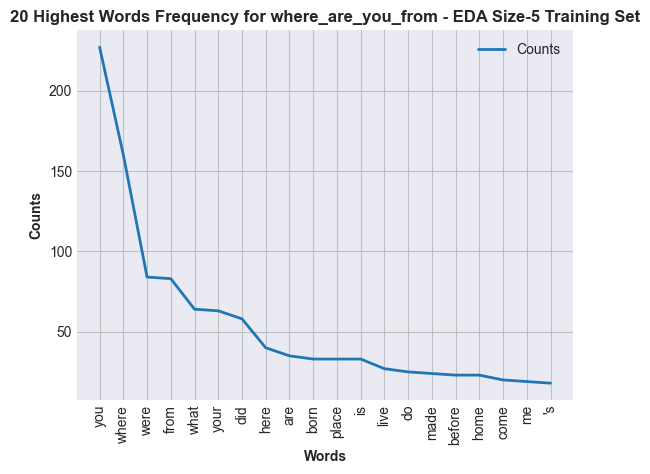 20 Highest Words Frequency for where_are_you_from - EDA Size-5 Training Set
Counts
200
150
100
50
Counts
you
where
were
from
what
your
did
here
are
born
place
is
live
do
made
before
home
come
me
's
Words